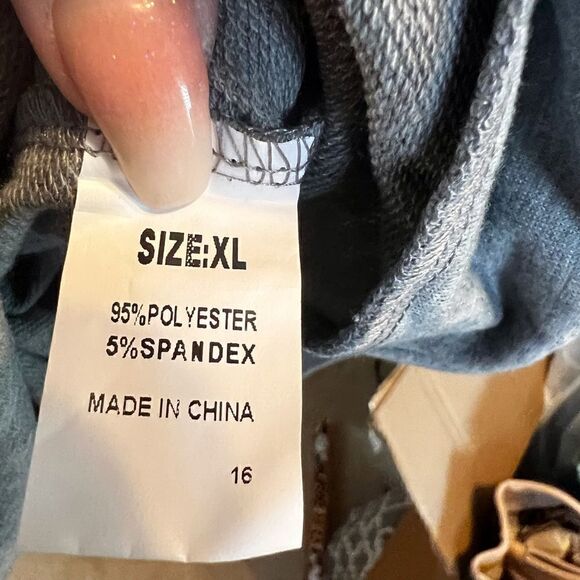 SIZE:XL
95%POLYESTER
5%SPANDEX
MADE IN CHINA
16